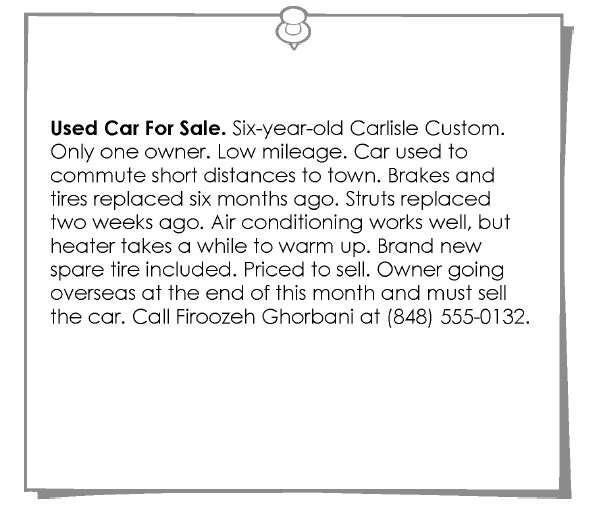 Used Car For Sale. Six-year-old Carlisle Custom.
Only one owner. Low mileage. Car used to
commute short distances to town. Brakes and
tires replaced six months ago. Struts replaced
two weeks ago. Air conditioning works well, but
heater takes a while to warm up. Brand new
spare tire included. Priced to sell. Owner going
overseas at the end of this month and must sell
the car. Call Firoozeh Ghorbani at (848) 555-0132.